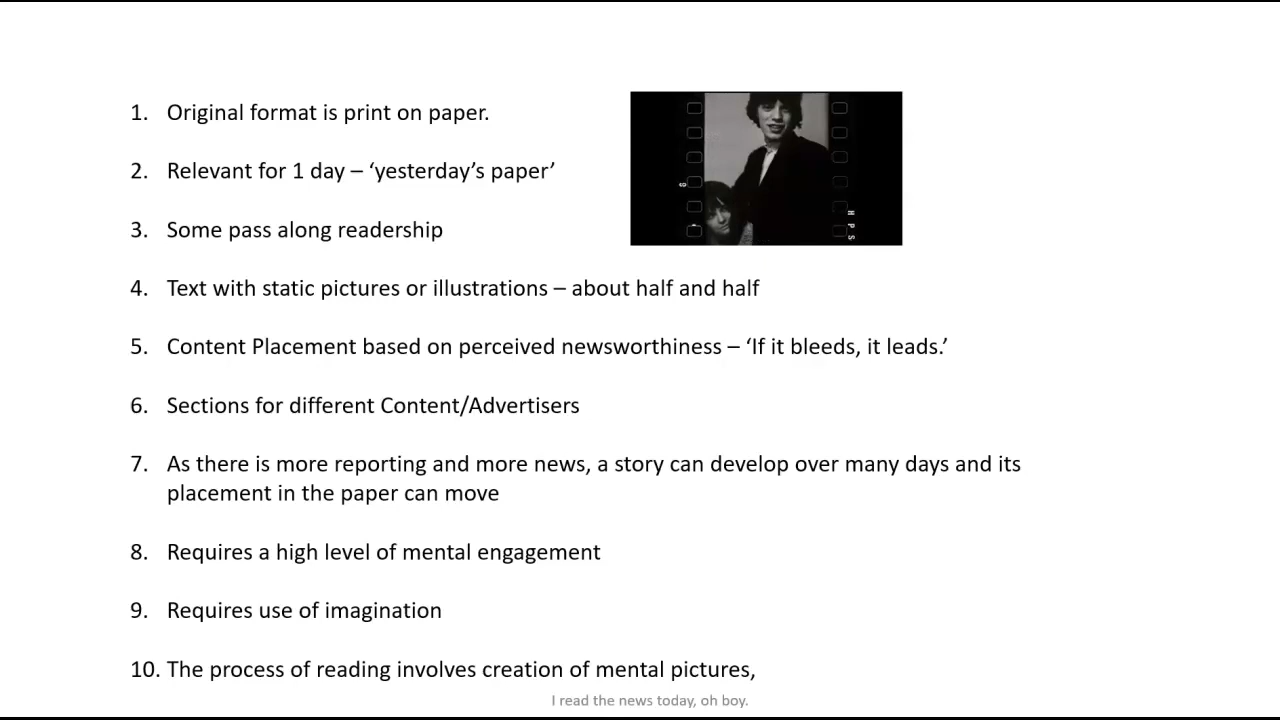 1. Original format is print on paper.
2. Relevant for 1 day – ‘yesterday’s paper’
3. Some pass along readership
4. Text with static pictures or illustrations – about half and half
5. Content Placement based on perceived newsworthiness – ‘If it bleeds, it leads.’
6. Sections for different Content/Advertisers
7. As there is more reporting and more news, a story can develop over many days and its
placement in the paper can move
8. Requires a high level of mental engagement
9. Requires use of imagination
10. The process of reading involves creation of mental pictures,
I read the news today, oh boy.
H P S